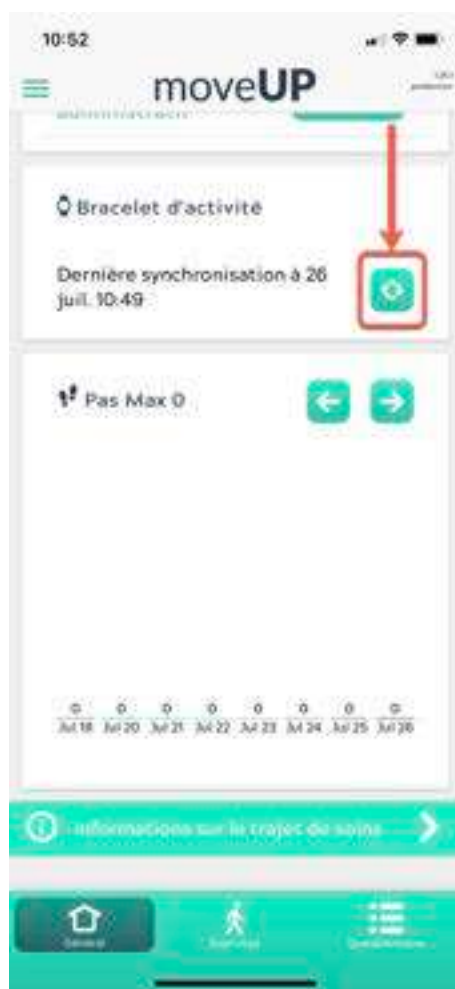 10:52
moveUP
Bracelet d'activité
Dernière synchronisation à 26
juil. 10:49
Pas Max 0
0 0 0 0 0 0 0 0
Jul 18 Jul 20 Jul 21 Jul 22 Jul 23 Jul 24 Jul 25 Jul 26
Informations sur le trajet de soins
Général